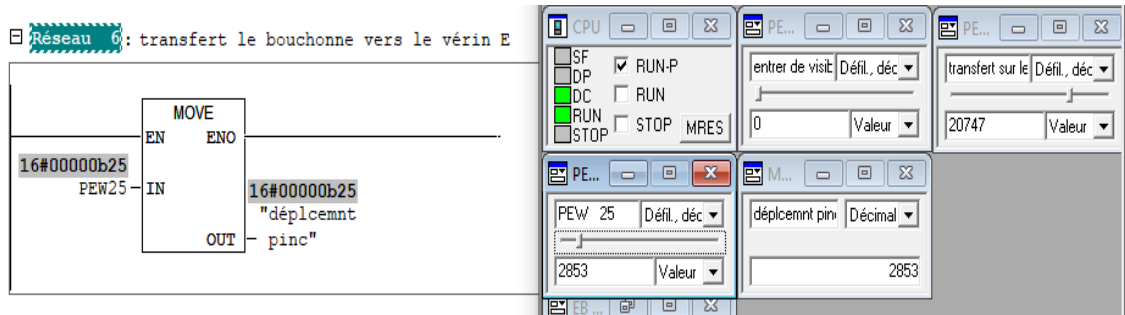 Réseau 6 : transfert le bouchonne vers le vérin E
MOVE
EN ENO
16#00000b25
PEW25 IN
16#00000b25
"déplcemnt
OUT pinc"
CPU
SF
DP
DC
RUN
STOP
RUN-P
RUN
STOP
MRES
PE...
entrer de visit Défil., déc
0 Valeur
PE...
transfert sur le Défil., déc
20747 Valeur
PE...
PEW 25 Défil., déc
2853 Valeur
M...
déplcemnt pin Décimal
2853
EB ...